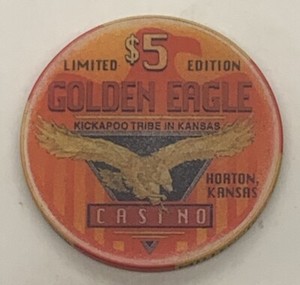 $5
LIMITED EDITION
GOLDEN EAGLE
KICKAPOO TRIBE IN KANSAS
HORTON,
KANSAS
CASINO